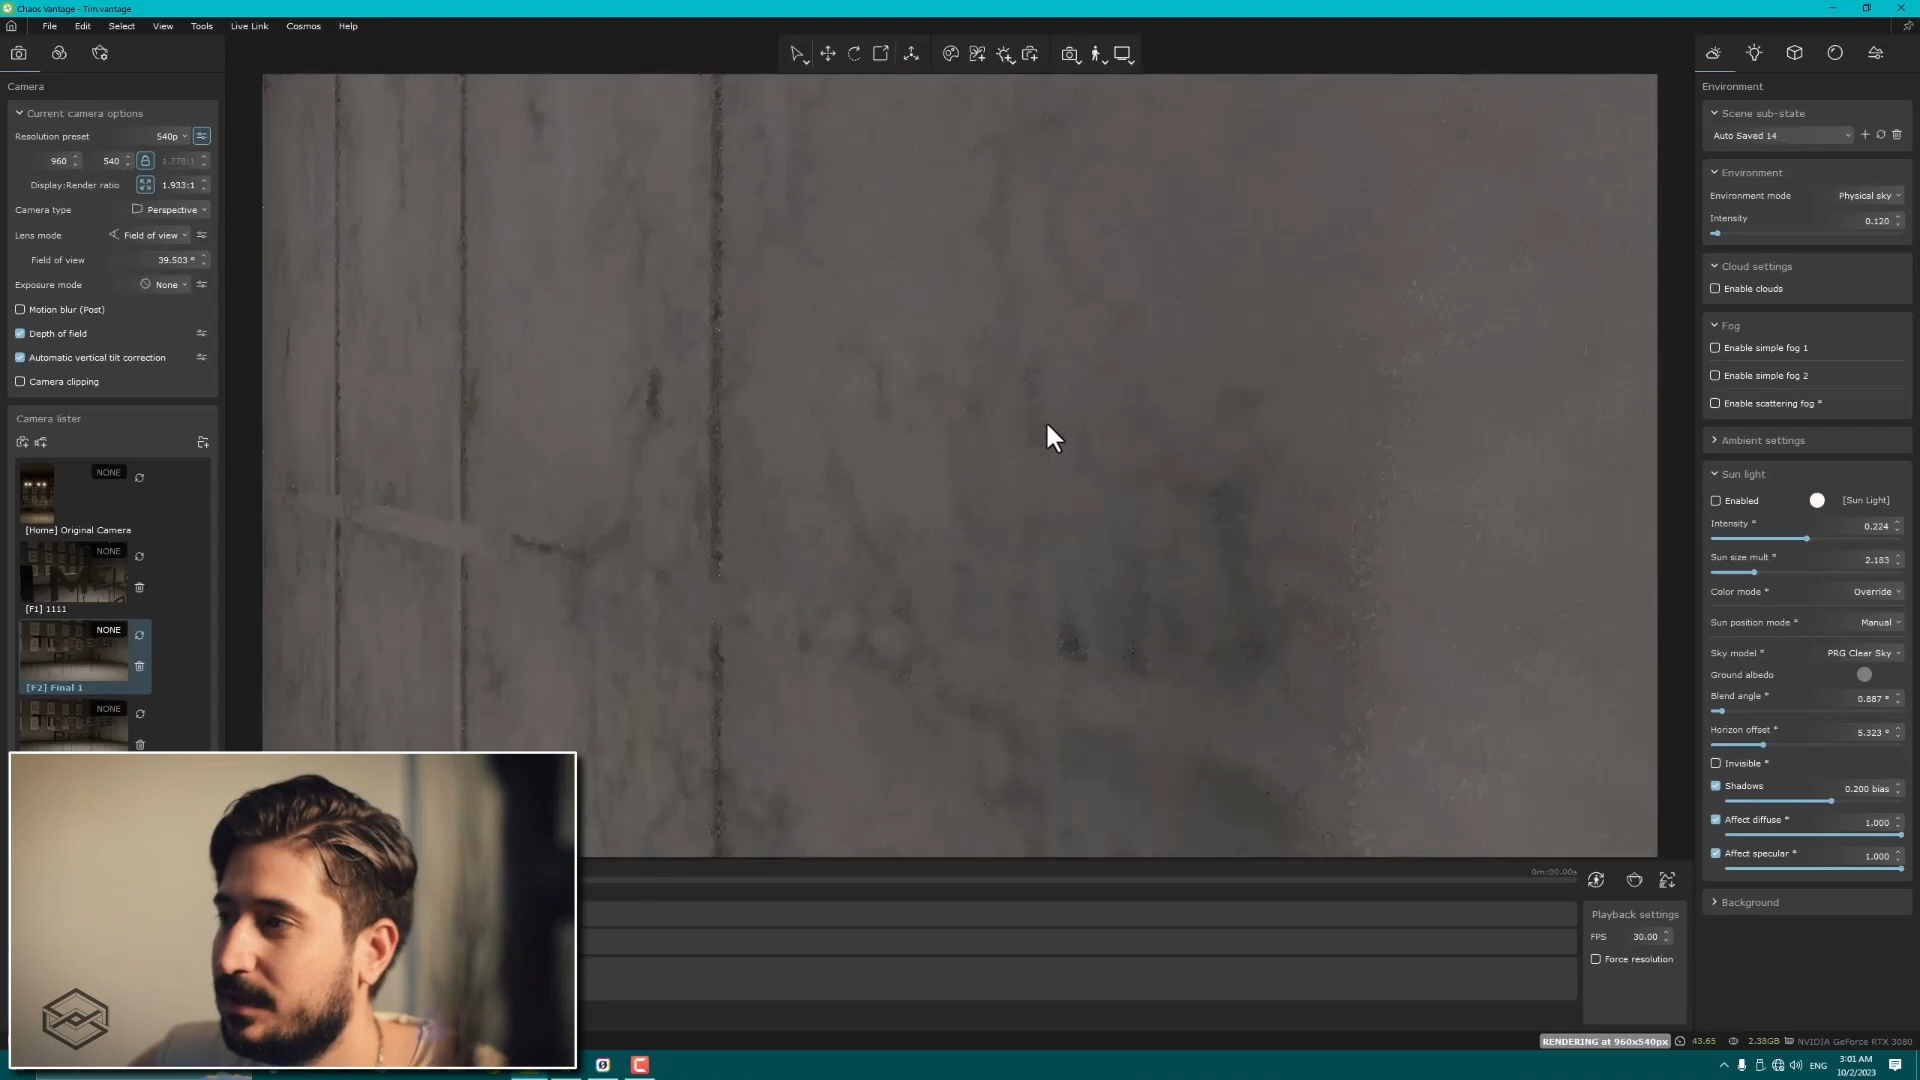 Chaos Vantage - Tim.vantage
File Edit Select View Tools Live Link Cosmos Help
Camera
Current camera options
Resolution preset 540p
960 540 1.778:1
Display:Render ratio 1.933:1
Camera type Perspective
Lens mode Field of view
Field of view 39.503 °
Exposure mode None
Motion blur (Post)
Depth of field
Automatic vertical tilt correction
Camera clipping
Camera lister
NONE
[Home] Original Camera
NONE
[F1] 1111
NONE
[F2] Final 1
NONE
Environment
Scene sub-state
Auto Saved 14
Environment
Environment mode Physical sky
Intensity 0.120
Cloud settings
Enable clouds
Fog
Enable simple fog 1
Enable simple fog 2
Enable scattering fog *
Ambient settings
Sun light
Enabled [Sun Light]
Intensity * 0.224
Sun size mult * 2.183
Color mode * Override
Sun position mode * Manual
Sky model * PRG Clear Sky
Ground albedo
Blend angle * 0.887 °
Horizon offset * 5.323 °
Invisible *
Shadows 0.200 bias
Affect diffuse * 1.000
Affect specular * 1.000
Background
0m:00.00s
Playback settings
FPS 30.00
Force resolution
RENDERING at 960x540px 43.65 2.38GB NVIDIA GeForce RTX 3080
ENG
3:01 AM
10/2/2023